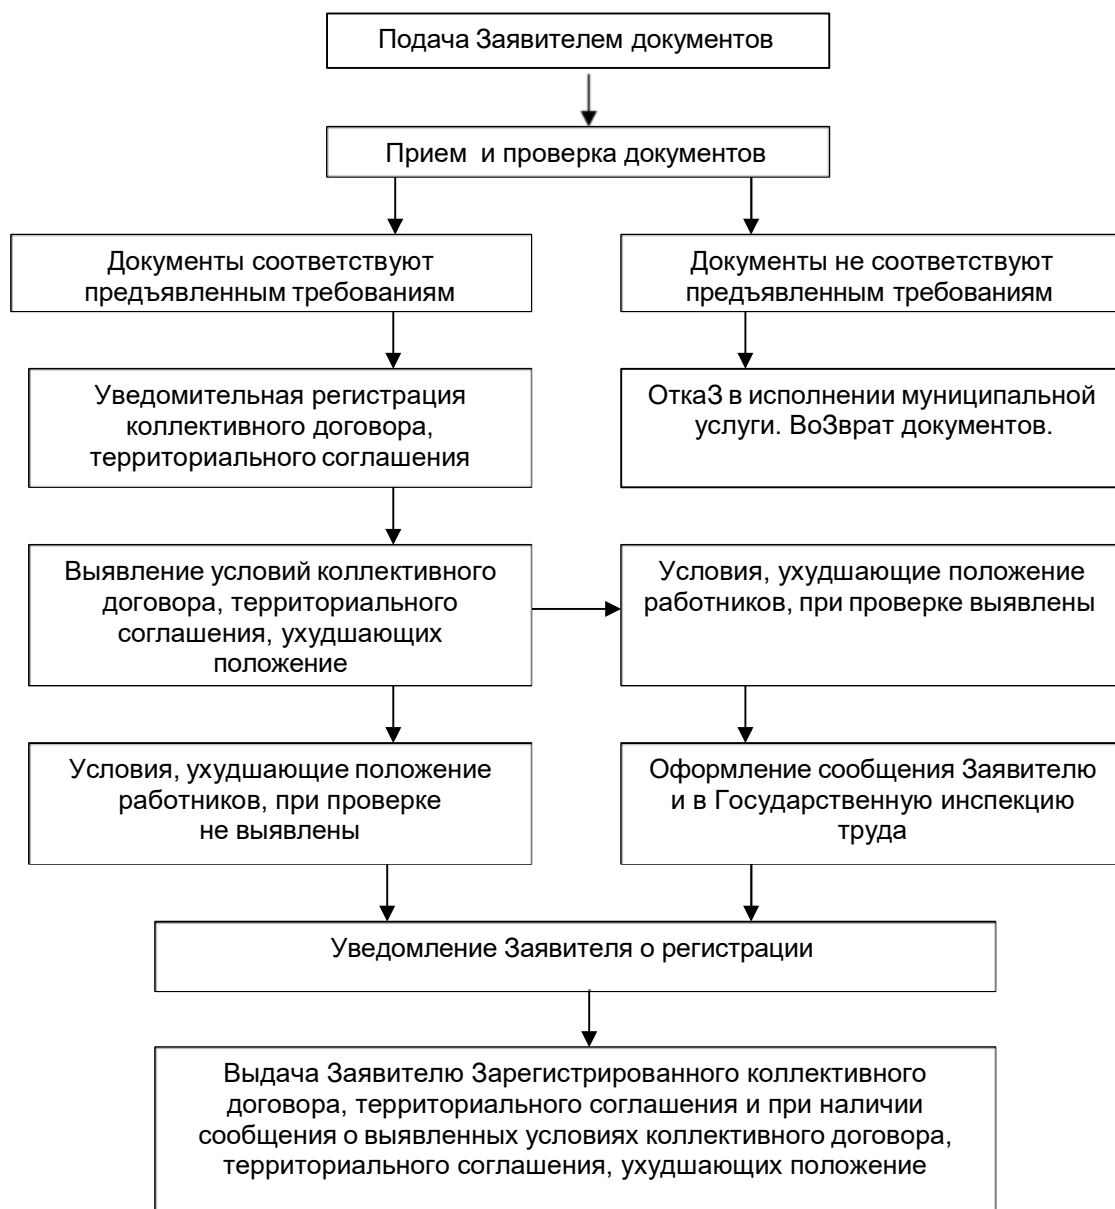 Подача Заявителем документов
Прием и проверка документов
Документы соответствуют
предъявленным требованиям
Документы не соответствуют
предъявленным требованиям
Уведомительная регистрация
коллективного договора,
территориального соглашения
ОткаЗ в исполнении муниципальной
услуги. ВоЗврат документов.
Выявление условий коллективного
договора, территориального
соглашения, ухудшающих
положение
Условия, ухудшающие положение
работников, при проверке выявлены
Условия, ухудшающие положение
работников, при проверке
не выявлены
Оформление сообщения Заявителю
и в Государственную инспекцию
труда
Уведомление Заявителя о регистрации
Выдача Заявителю Зарегистрированного коллективного
договора, территориального соглашения и при наличии
сообщения о выявленных условиях коллективного договора,
территориального соглашения, ухудшающих положение